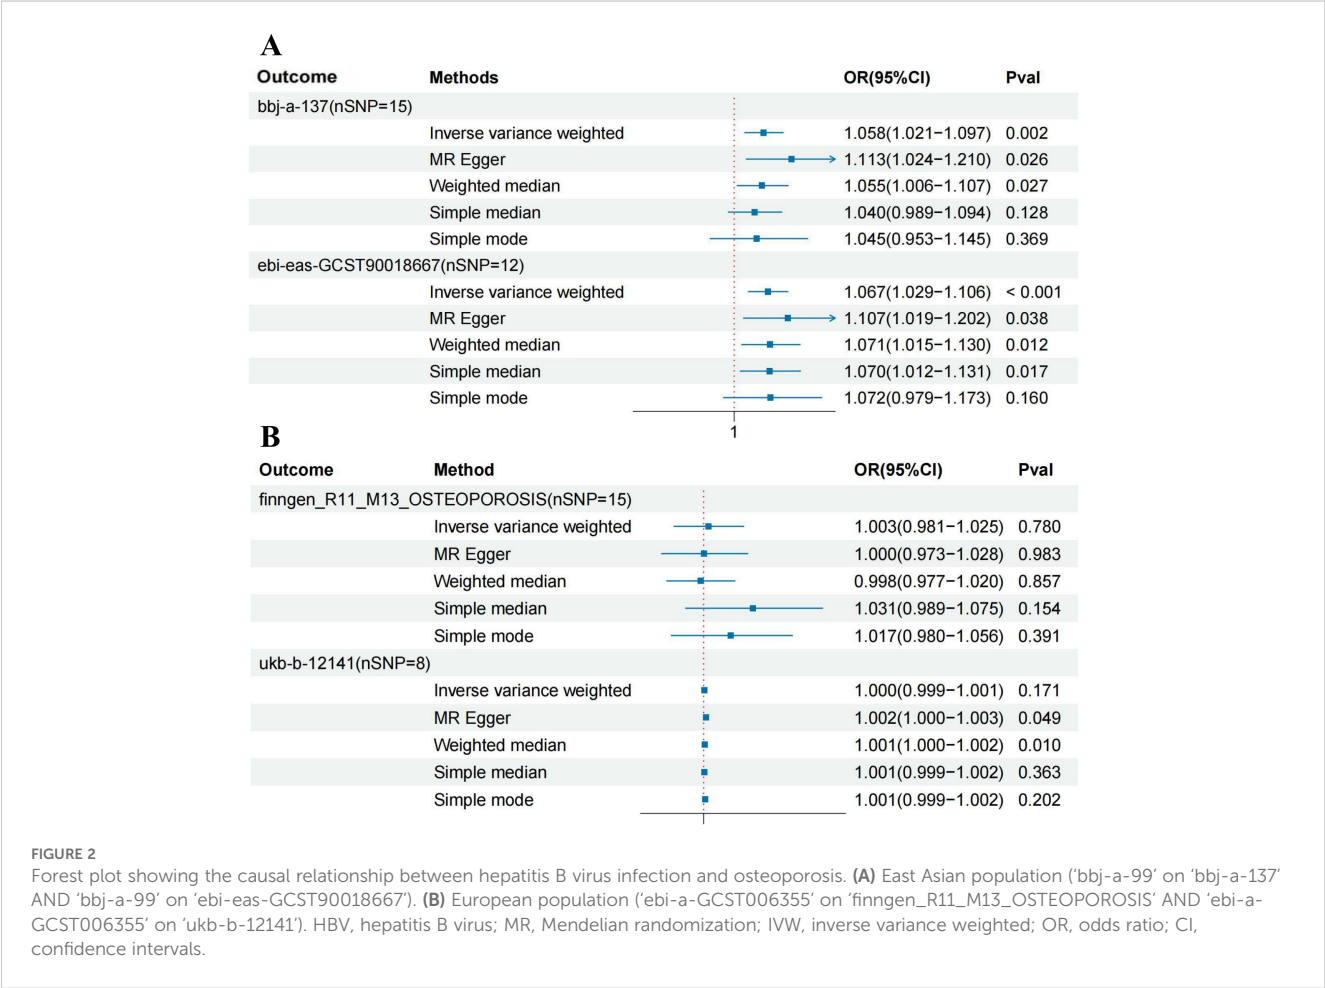 A
Outcome Methods OR(95%CI) Pval
bbj-a-137(nSNP=15)
Inverse variance weighted 1.058(1.021−1.097) 0.002
MR Egger 1.113(1.024−1.210) 0.026
Weighted median 1.055(1.006−1.107) 0.027
Simple median 1.040(0.989−1.094) 0.128
Simple mode 1.045(0.953−1.145) 0.369
ebi-eas-GCST90018667(nSNP=12)
Inverse variance weighted 1.067(1.029−1.106) < 0.001
MR Egger 1.107(1.019−1.202) 0.038
Weighted median 1.071(1.015−1.130) 0.012
Simple median 1.070(1.012−1.131) 0.017
Simple mode 1.072(0.979−1.173) 0.160
1
B
Outcome Method OR(95%CI) Pval
finngen_R11_M13_OSTEOPOROSIS(nSNP=15)
Inverse variance weighted 1.003(0.981−1.025) 0.780
MR Egger 1.000(0.973−1.028) 0.983
Weighted median 0.998(0.977−1.020) 0.857
Simple median 1.031(0.989−1.075) 0.154
Simple mode 1.017(0.980−1.056) 0.391
ukb-b-12141(nSNP=8)
Inverse variance weighted 1.000(0.999−1.001) 0.171
MR Egger 1.002(1.000−1.003) 0.049
Weighted median 1.001(1.000−1.002) 0.010
Simple median 1.001(0.999−1.002) 0.363
Simple mode 1.001(0.999−1.002) 0.202
FIGURE 2
Forest plot showing the causal relationship between hepatitis B virus infection and osteoporosis. (A) East Asian population (‘bbj-a-99’ on ‘bbj-a-137’
AND ‘bbj-a-99’ on ‘ebi-eas-GCST90018667’). (B) European population (‘ebi-a-GCST006355’ on ‘finngen_R11_M13_OSTEOPOROSIS’ AND ‘ebi-a-
GCST006355’ on ‘ukb-b-12141’). HBV, hepatitis B virus; MR, Mendelian randomization; IVW, inverse variance weighted; OR, odds ratio; CI,
confidence intervals.